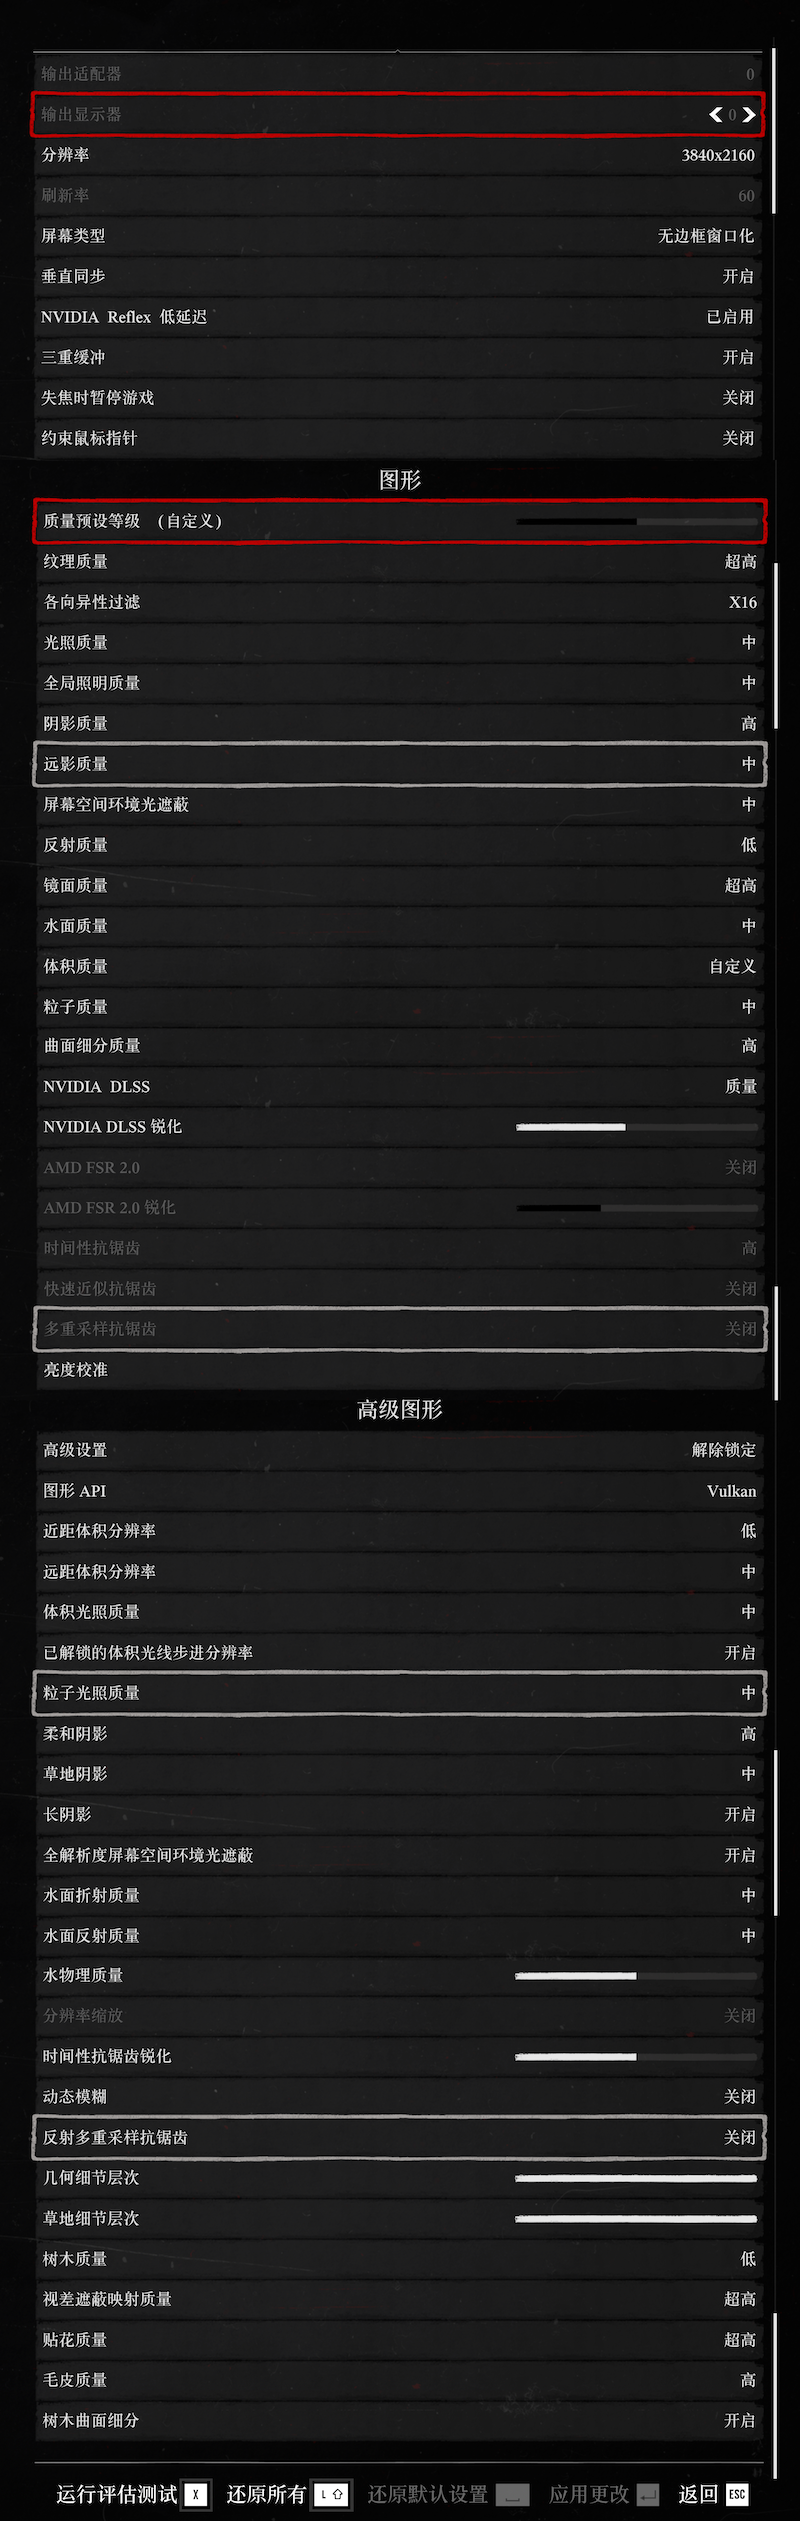 输出适配器 0
输出显示器 0
分辨率 3840x2160
刷新率 60
屏幕类型 无边框窗口化
垂直同步 开启
NVIDIA Reflex 低延迟 已启用
三重缓冲 开启
失焦时暂停游戏 关闭
约束鼠标指针 关闭
图形
质量预设等级 (自定义)
纹理质量 超高
各向异性过滤 X16
光照质量 中
全局照明质量 中
阴影质量 高
远影质量 中
屏幕空间环境光遮蔽 中
反射质量 低
镜面质量 超高
水面质量 中
体积质量 自定义
粒子质量 中
曲面细分质量 高
NVIDIA DLSS 质量
NVIDIA DLSS 锐化
AMD FSR 2.0 关闭
AMD FSR 2.0 锐化
时间性抗锯齿 高
快速近似抗锯齿 关闭
多重采样抗锯齿 关闭
亮度校准
高级图形
高级设置 解除锁定
图形 API Vulkan
近距体积分辨率 低
远距体积分辨率 中
体积光照质量 中
已解锁的体积光线步进分辨率 开启
粒子光照质量 中
柔和阴影 高
草地阴影 中
长阴影 开启
全解析度屏幕空间环境光遮蔽 开启
水面折射质量 中
水面反射质量 中
水物理质量
分辨率缩放 关闭
时间性抗锯齿锐化
动态模糊 关闭
反射多重采样抗锯齿 关闭
几何细节层次
草地细节层次
树木质量 低
视差遮蔽映射质量 超高
贴花质量 超高
毛皮质量 高
树木曲面细分 开启
运行评估测试 X 还原所有 L 还原默认设置 应用更改 返回 ESC